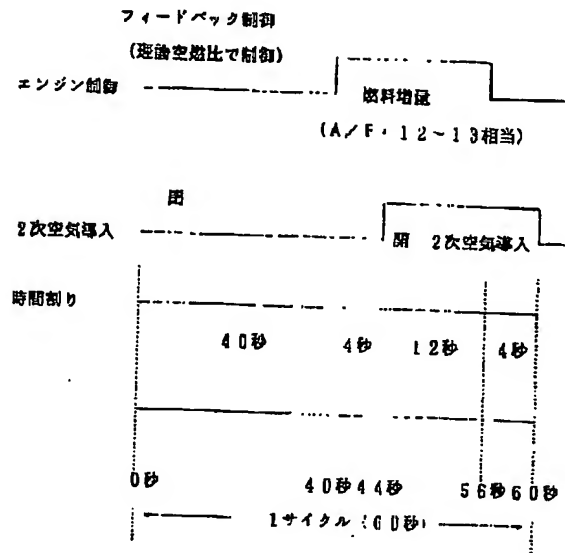 フィードバック制御
(理論空燃比で制御)
エンジン制御
燃料増量
(A/F・12~13相当)
閉
2次空気導入
開 2次空気導入
時間割り
40秒 4秒 12秒 4秒
0秒 40秒44秒 56秒60秒
1サイクル(60秒)